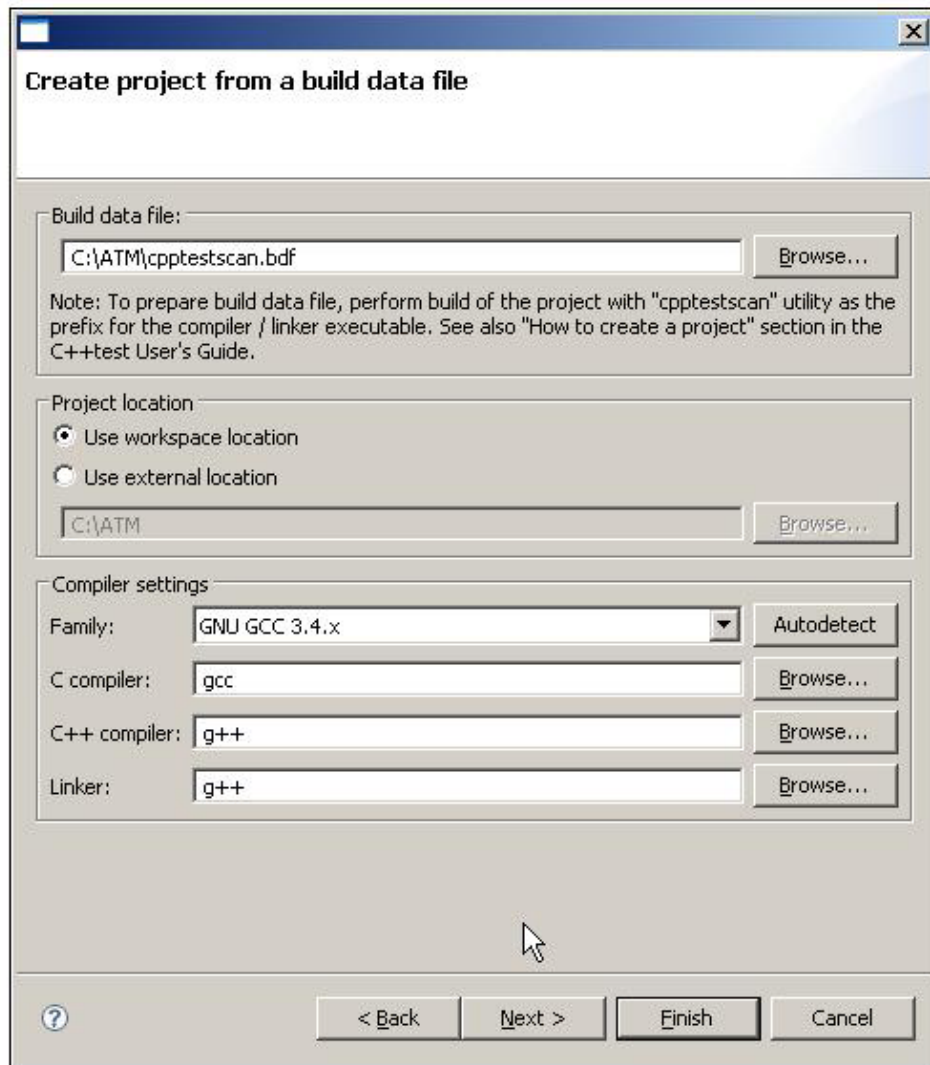 Create project from a build data file
Build data file:
C:\ATM\cpptestscan.bdf
Browse...
Note: To prepare build data file, perform build of the project with "cpptestscan" utility as the
prefix for the compiler / linker executable. See also "How to create a project" section in the
C++test User's Guide.
Project location
Use workspace location
Use external location
C:\ATM
Browse...
Compiler settings
Family:
GNU GCC 3.4.x
Autodetect
C compiler:
gcc
Browse...
C++ compiler:
g++
Browse...
Linker:
g++
Browse...
?
< Back
Next >
Finish
Cancel